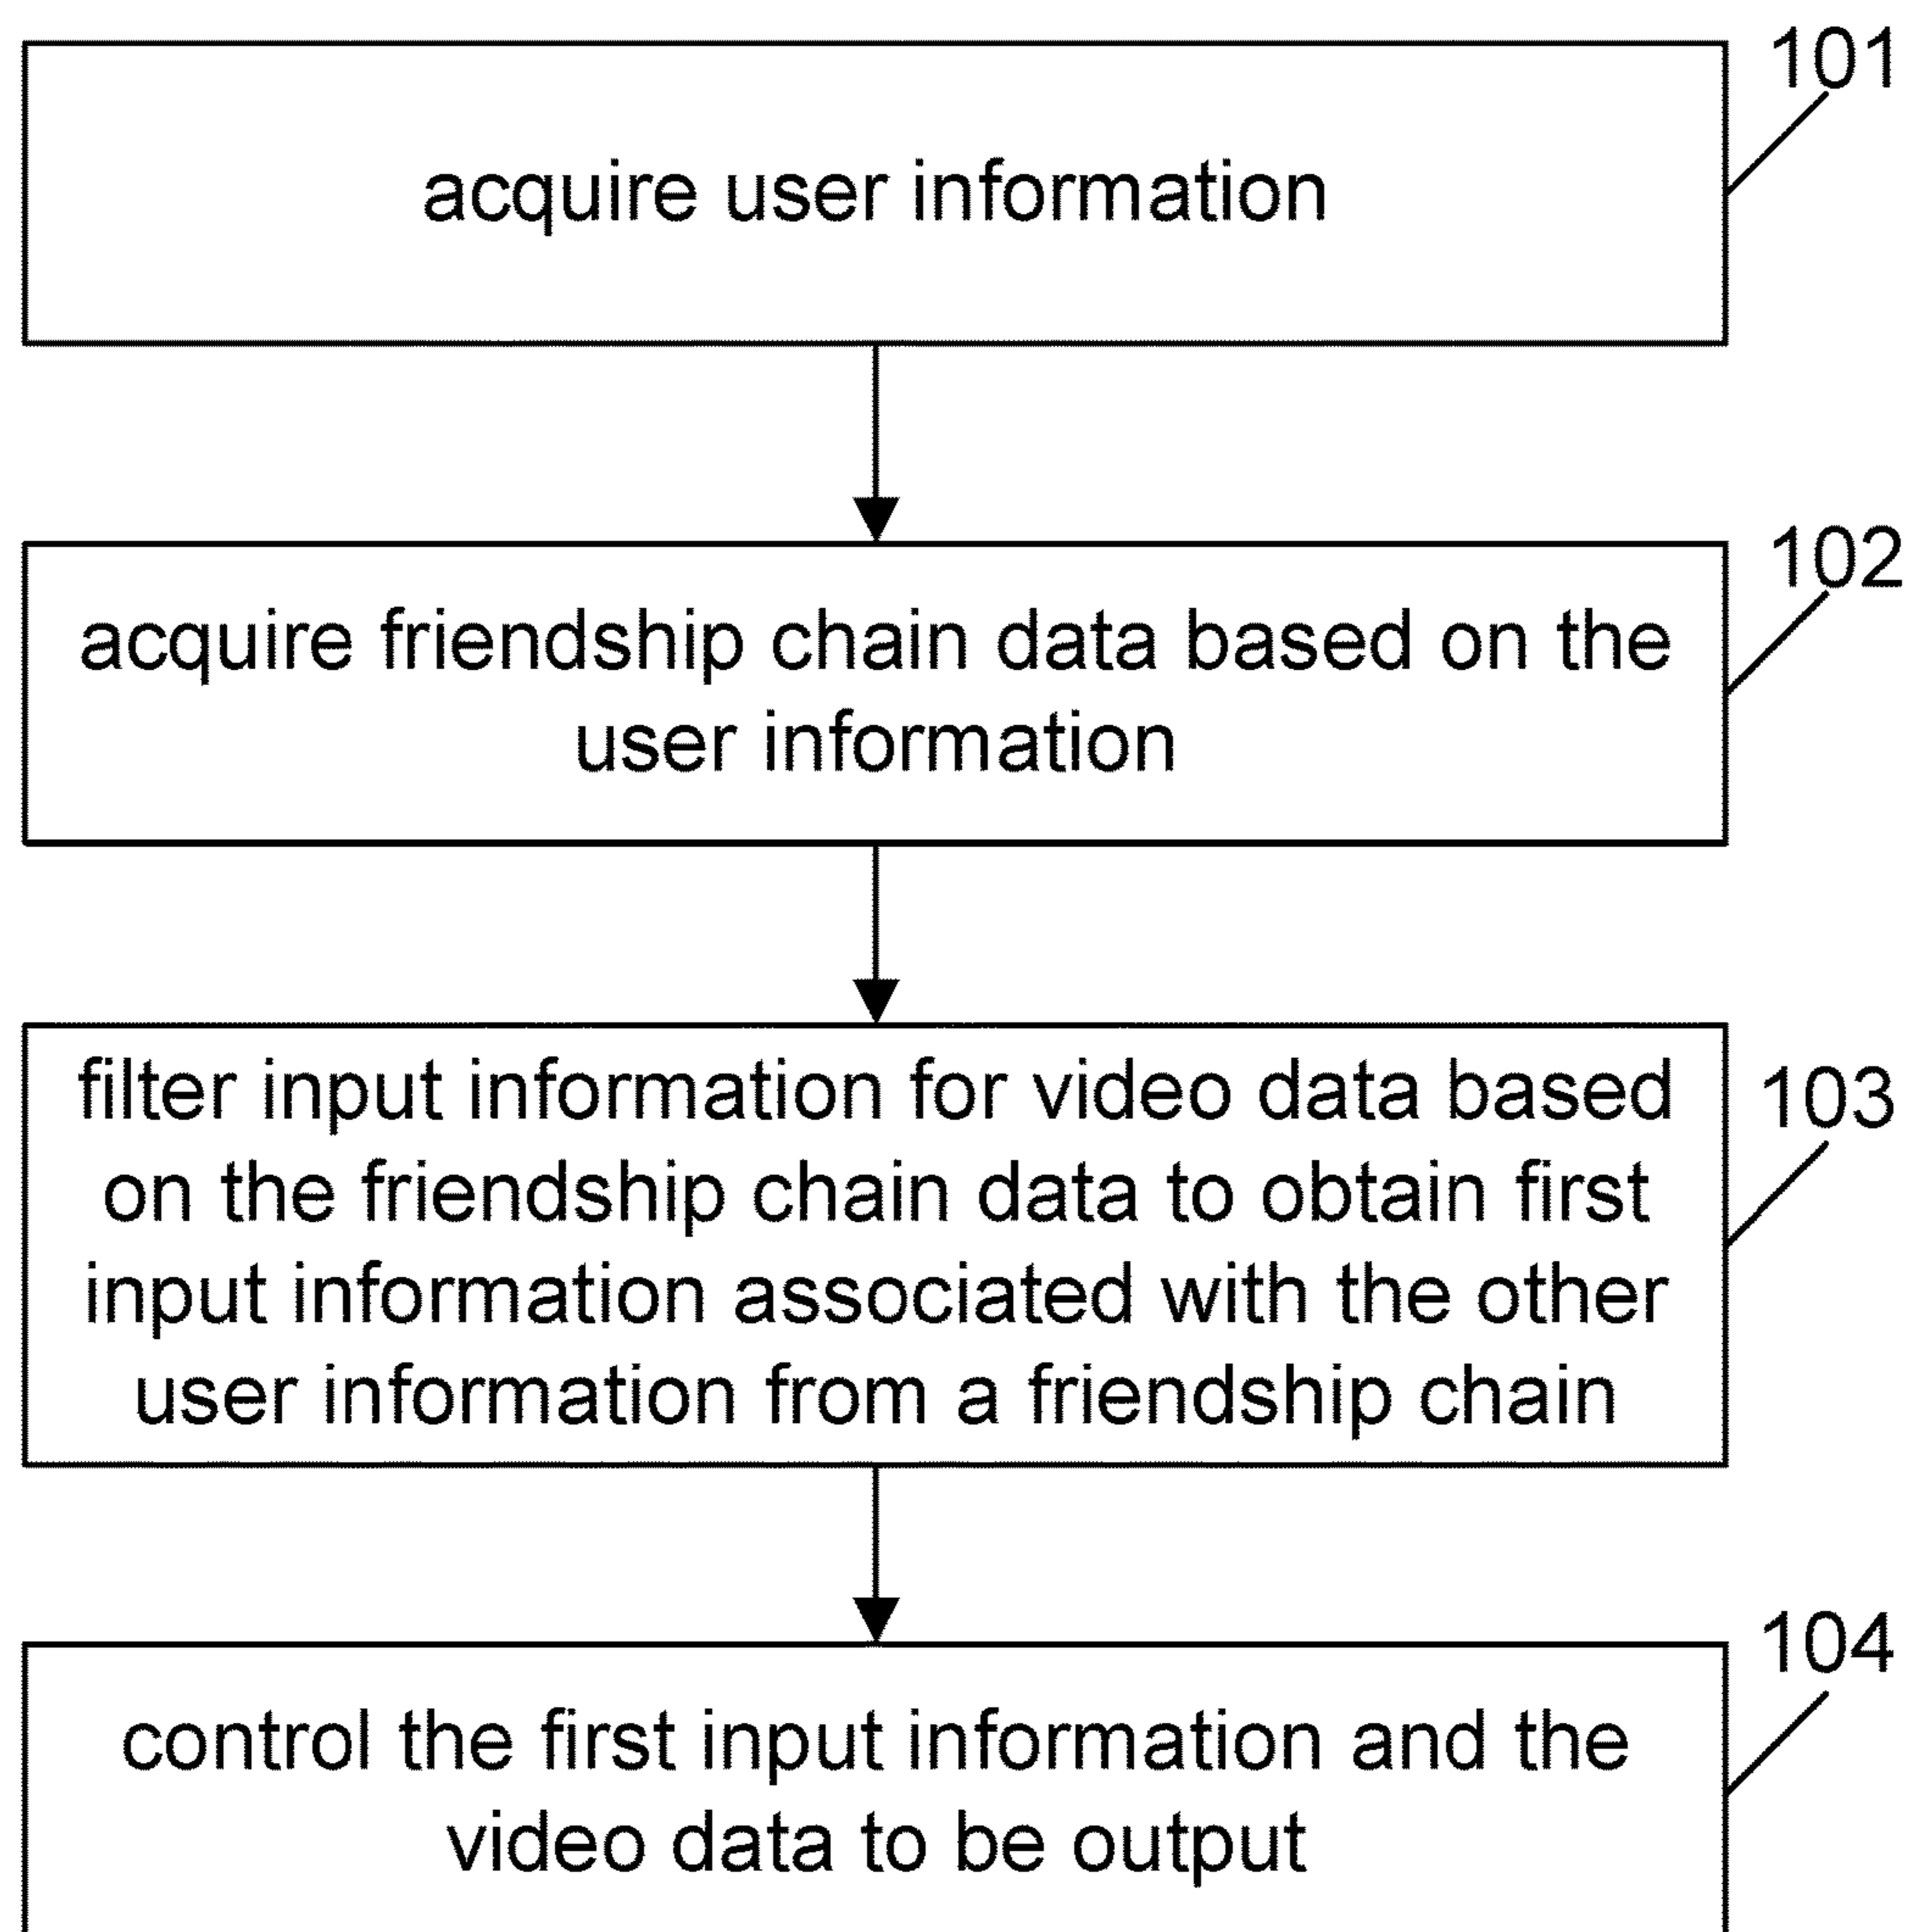 101
acquire user information
102
acquire friendship chain data based on the
user information
103
filter input information for video data based
on the friendship chain data to obtain first
input information associated with the other
user information from a friendship chain
104
control the first input information and the
video data to be output